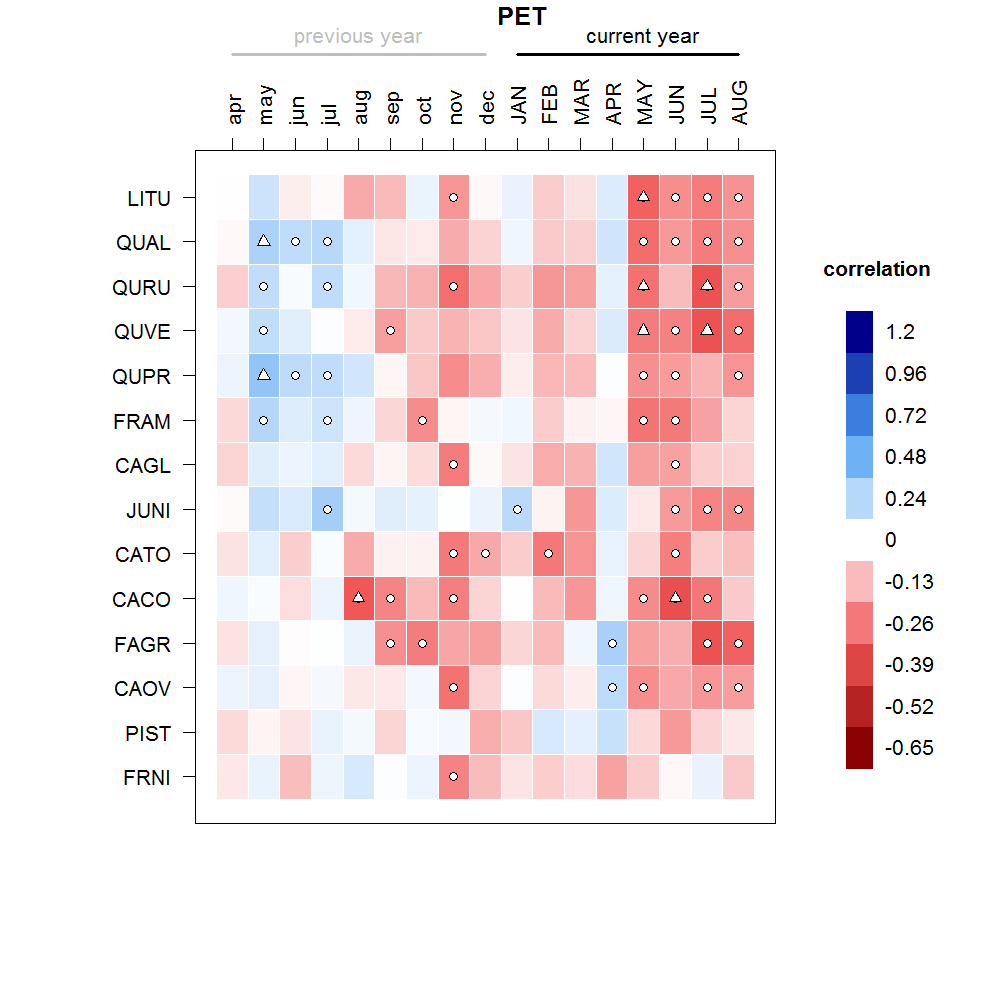 PET
previous year current year
apr may jun jul aug sep oct nov dec JAN FEB MAR APR MAY JUN JUL AUG
LITU
QUAL
QURU
QUVE
QUPR
FRAM
CAGL
JUNI
CATO
CACO
FAGR
CAOV
PIST
FRNI
correlation
1.2
0.96
0.72
0.48
0.24
0
-0.13
-0.26
-0.39
-0.52
-0.65